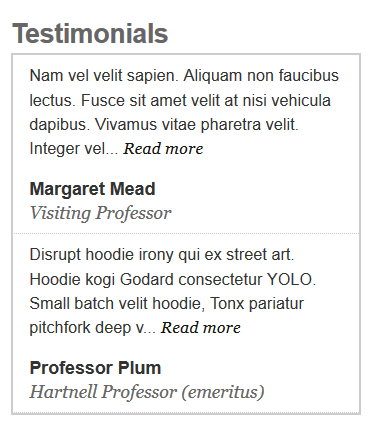 Testimonials
Nam vel velit sapien. Aliquam non faucibus
lectus. Fusce sit amet velit at nisi vehicula
dapibus. Vivamus vitae pharetra velit.
Integer vel... Read more
Margaret Mead
Visiting Professor
Disrupt hoodie irony qui ex street art.
Hoodie kogi Godard consectetur YOLO.
Small batch velit hoodie, Tonx pariatur
pitchfork deep v... Read more
Professor Plum
Hartnell Professor (emeritus)